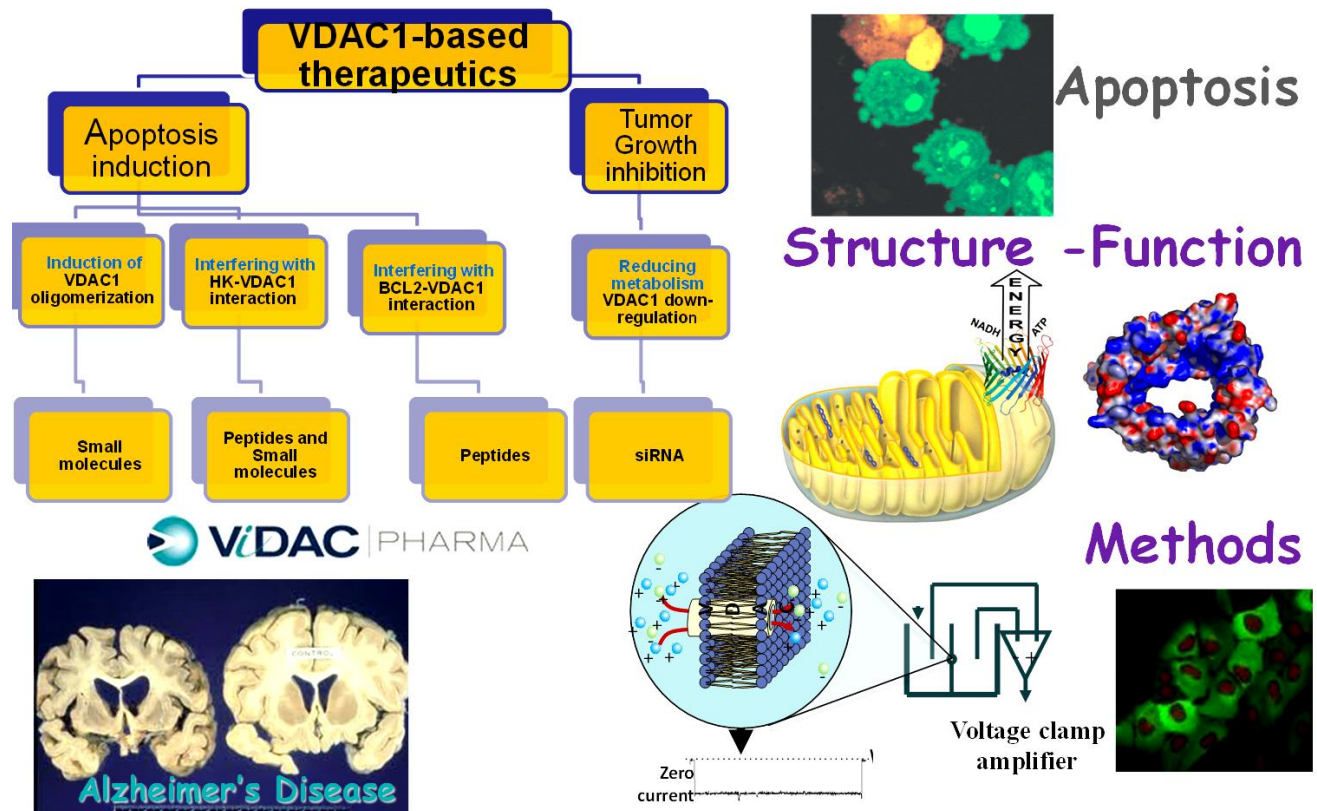 VDAC1-based
therapeutics
Apoptosis
induction
Tumor
Growth
inhibition
Induction of
VDAC1
oligomerization
Interfering with
HK-VDAC1
interaction
Interfering with
BCL2-VDAC1
interaction
Reducing
metabolism
VDAC1 down-
regulation
Small
molecules
Peptides and
Small
molecules
Peptides
siRNA
ViDAC PHARMA
CONTROL
Alzheimer's Disease
Apoptosis
Structure -Function
ENERGY
NADH
ATP
Methods
VDAC
+
-
Voltage clamp
amplifier
Zero
current